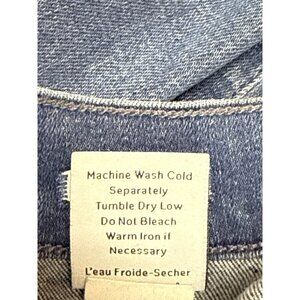 Machine Wash Cold
Separately
Tumble Dry Low
Do Not Bleach
Warm Iron if
Necessary
L'eau Froide-Secher